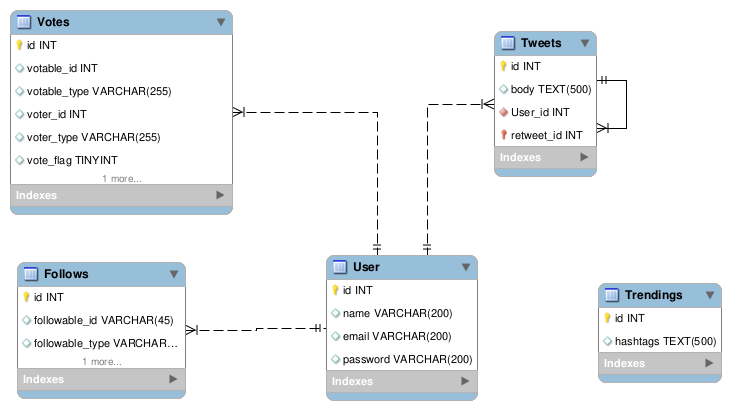 Votes
id INT
votable_id INT
votable_type VARCHAR(255)
voter_id INT
voter_type VARCHAR(255)
vote_flag TINYINT
1 more...
Indexes
Tweets
id INT
body TEXT(500)
User_id INT
retweet_id INT
Indexes
Follows
id INT
followable_id VARCHAR(45)
followable_type VARCHAR...
1 more...
Indexes
User
id INT
name VARCHAR(200)
email VARCHAR(200)
password VARCHAR(200)
Indexes
Trendings
id INT
hashtags TEXT(500)
Indexes